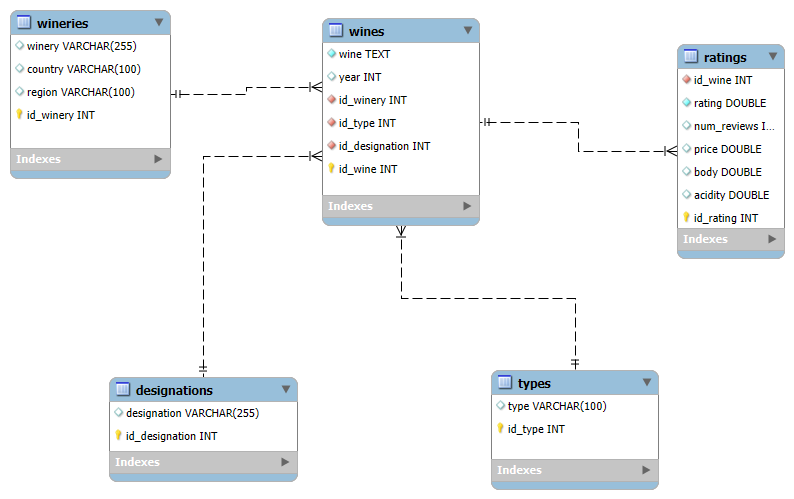 wineries
winery VARCHAR(255)
country VARCHAR(100)
region VARCHAR(100)
id_winery INT
Indexes
wines
wine TEXT
year INT
id_winery INT
id_type INT
id_designation INT
id_wine INT
Indexes
ratings
id_wine INT
rating DOUBLE
num_reviews I...
price DOUBLE
body DOUBLE
acidity DOUBLE
id_rating INT
Indexes
designations
designation VARCHAR(255)
id_designation INT
Indexes
types
type VARCHAR(100)
id_type INT
Indexes